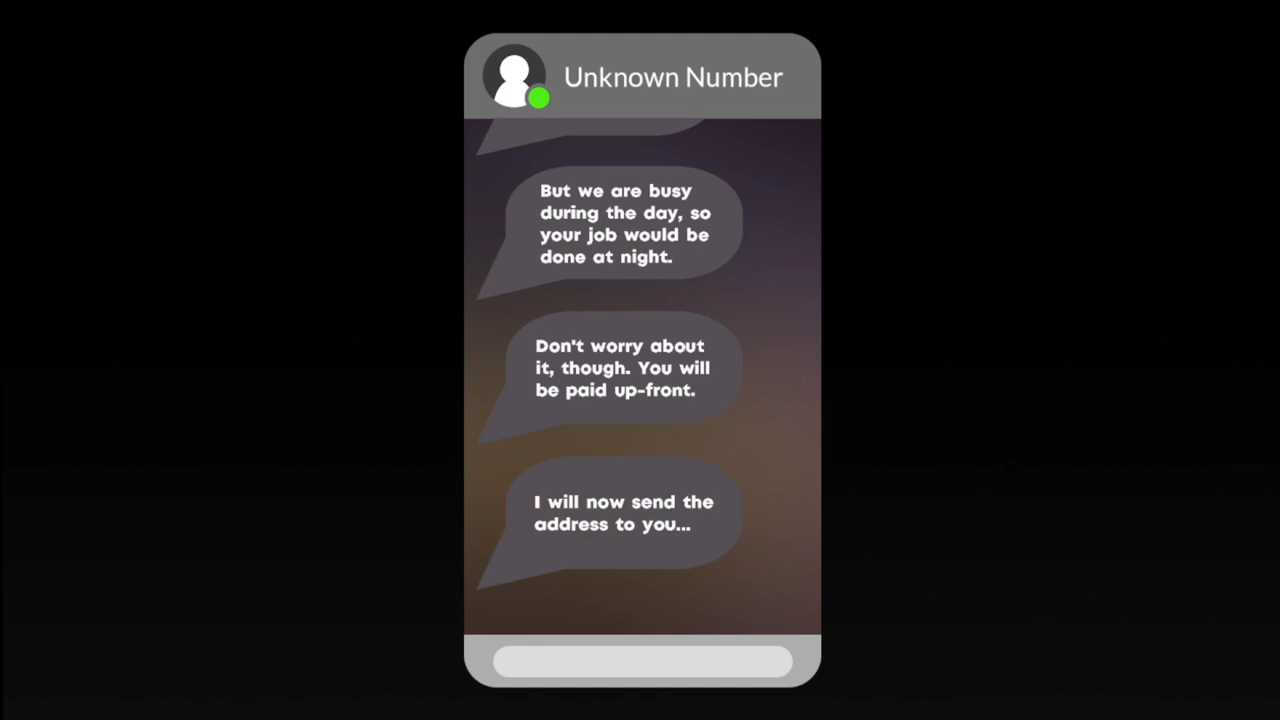 Unknown Number
But we are busy
during the day, so
your job would be
done at night.
Don't worry about
it, though. You will
be paid up-front.
I will now send the
address to you...